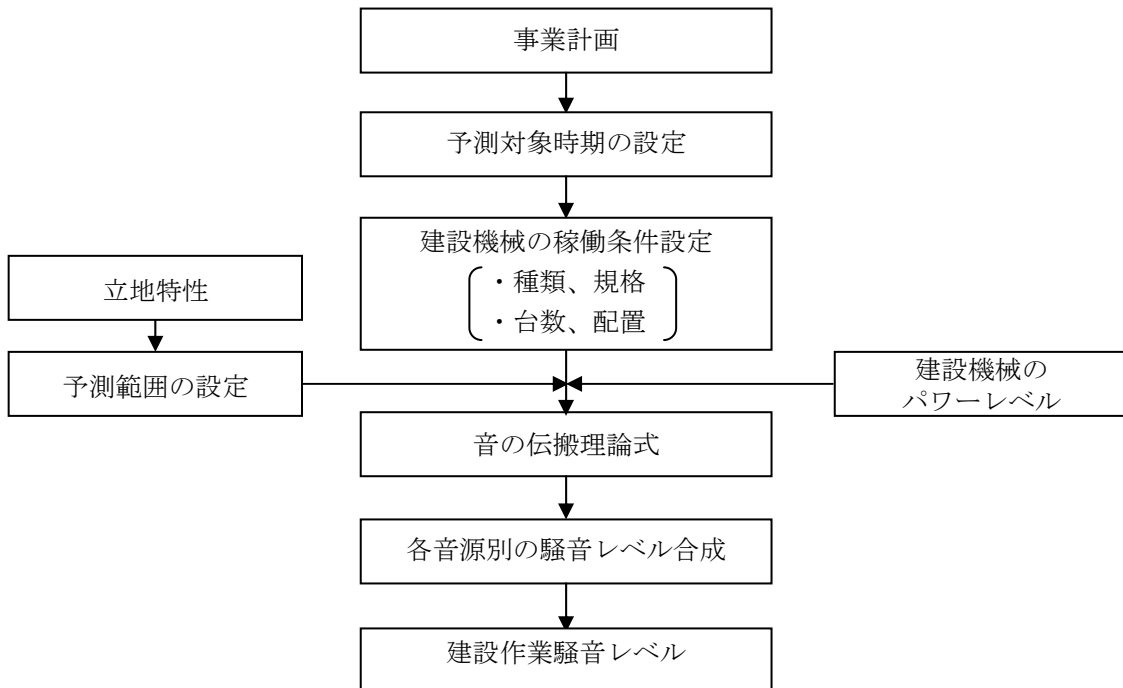 事業計画
予測対象時期の設定
建設機械の稼働条件設定
・種類、規格
・台数、配置
立地特性
予測範囲の設定
建設機械の
パワーレベル
音の伝搬理論式
各音源別の騒音レベル合成
建設作業騒音レベル